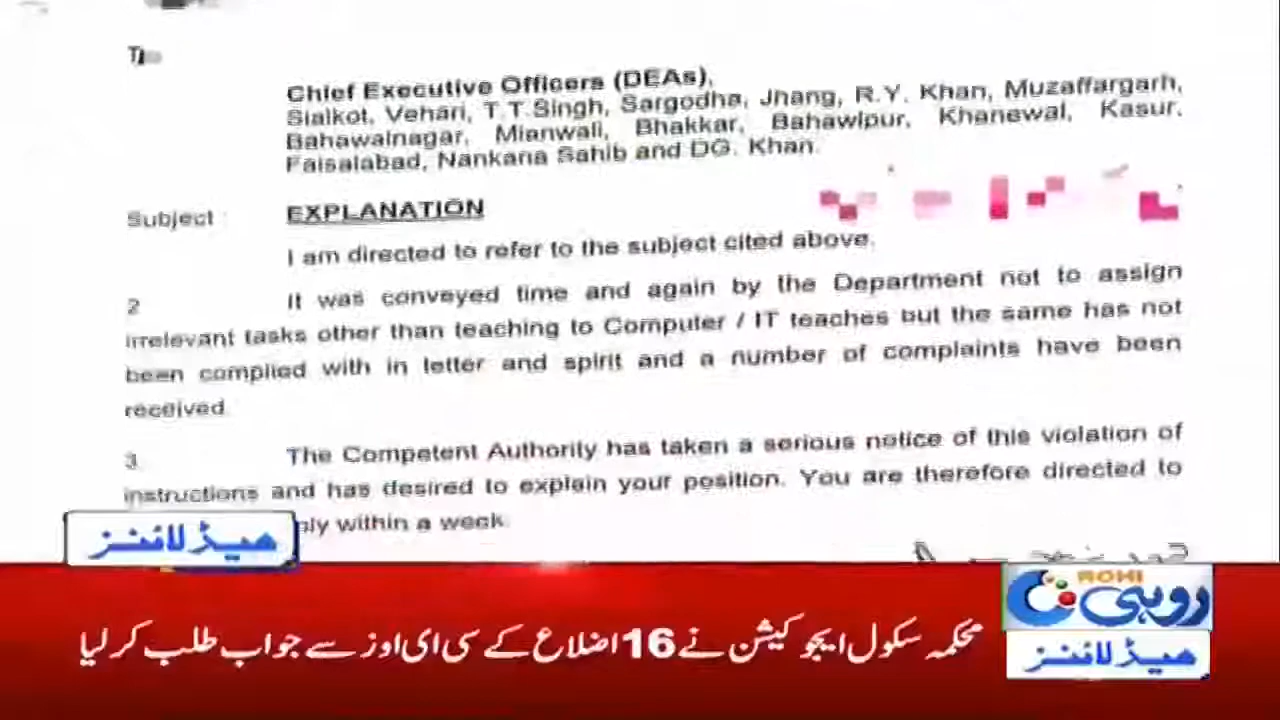 To
Chief Executive Officers (DEAs),
Sialkot, Vehari, T.T.Singh, Sargodha, Jhang, R.Y. Khan, Muzaffargarh,
Bahawalnagar, Mianwali, Bhakkar, Bahawlpur, Khanewal, Kasur,
Faisalabad, Nankana Sahib and DG. Khan.
Subject : EXPLANATION
I am directed to refer to the subject cited above.
2 It was conveyed time and again by the Department not to assign
irrelevant tasks other than teaching to Computer / IT teaches but the same has not
been complied with in letter and spirit and a number of complaints have been
received.
3 The Competent Authority has taken a serious notice of this violation of
instructions and has desired to explain your position. You are therefore directed to
within a week.
ہیڈلائنز
ROHI
روہی
محکمہ سکول ایجوکیشن نے 16 اضلاع کے سی ای اوز سے جواب طلب کرلیا
ہیڈلائنز